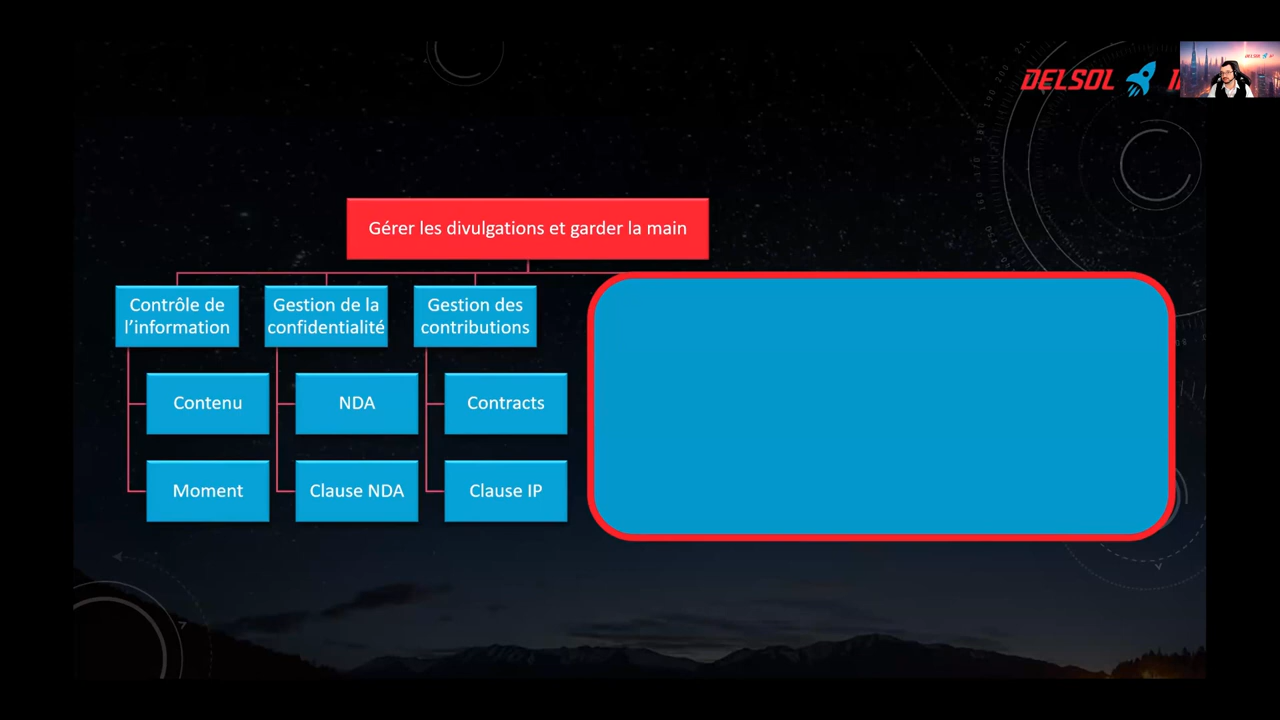 DELSOL
Gérer les divulgations et garder la main
Contrôle de
l'information
Gestion de la
confidentialité
Gestion des
contributions
Contenu
NDA
Contracts
Moment
Clause NDA
Clause IP